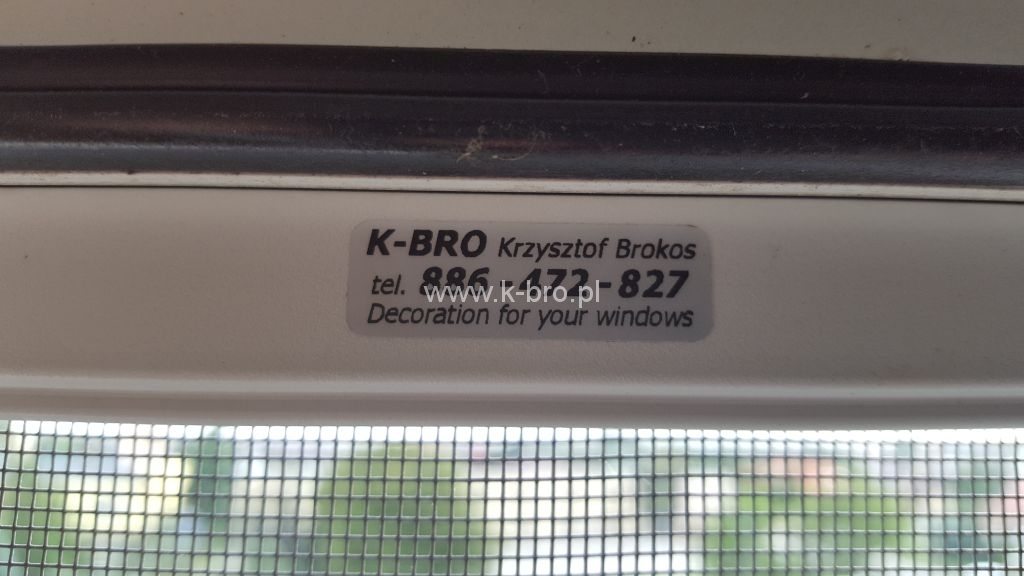 K-BRO Krzysztof Brokos
tel. 886-472-827
www.k-bro.pl
Decoration for your windows